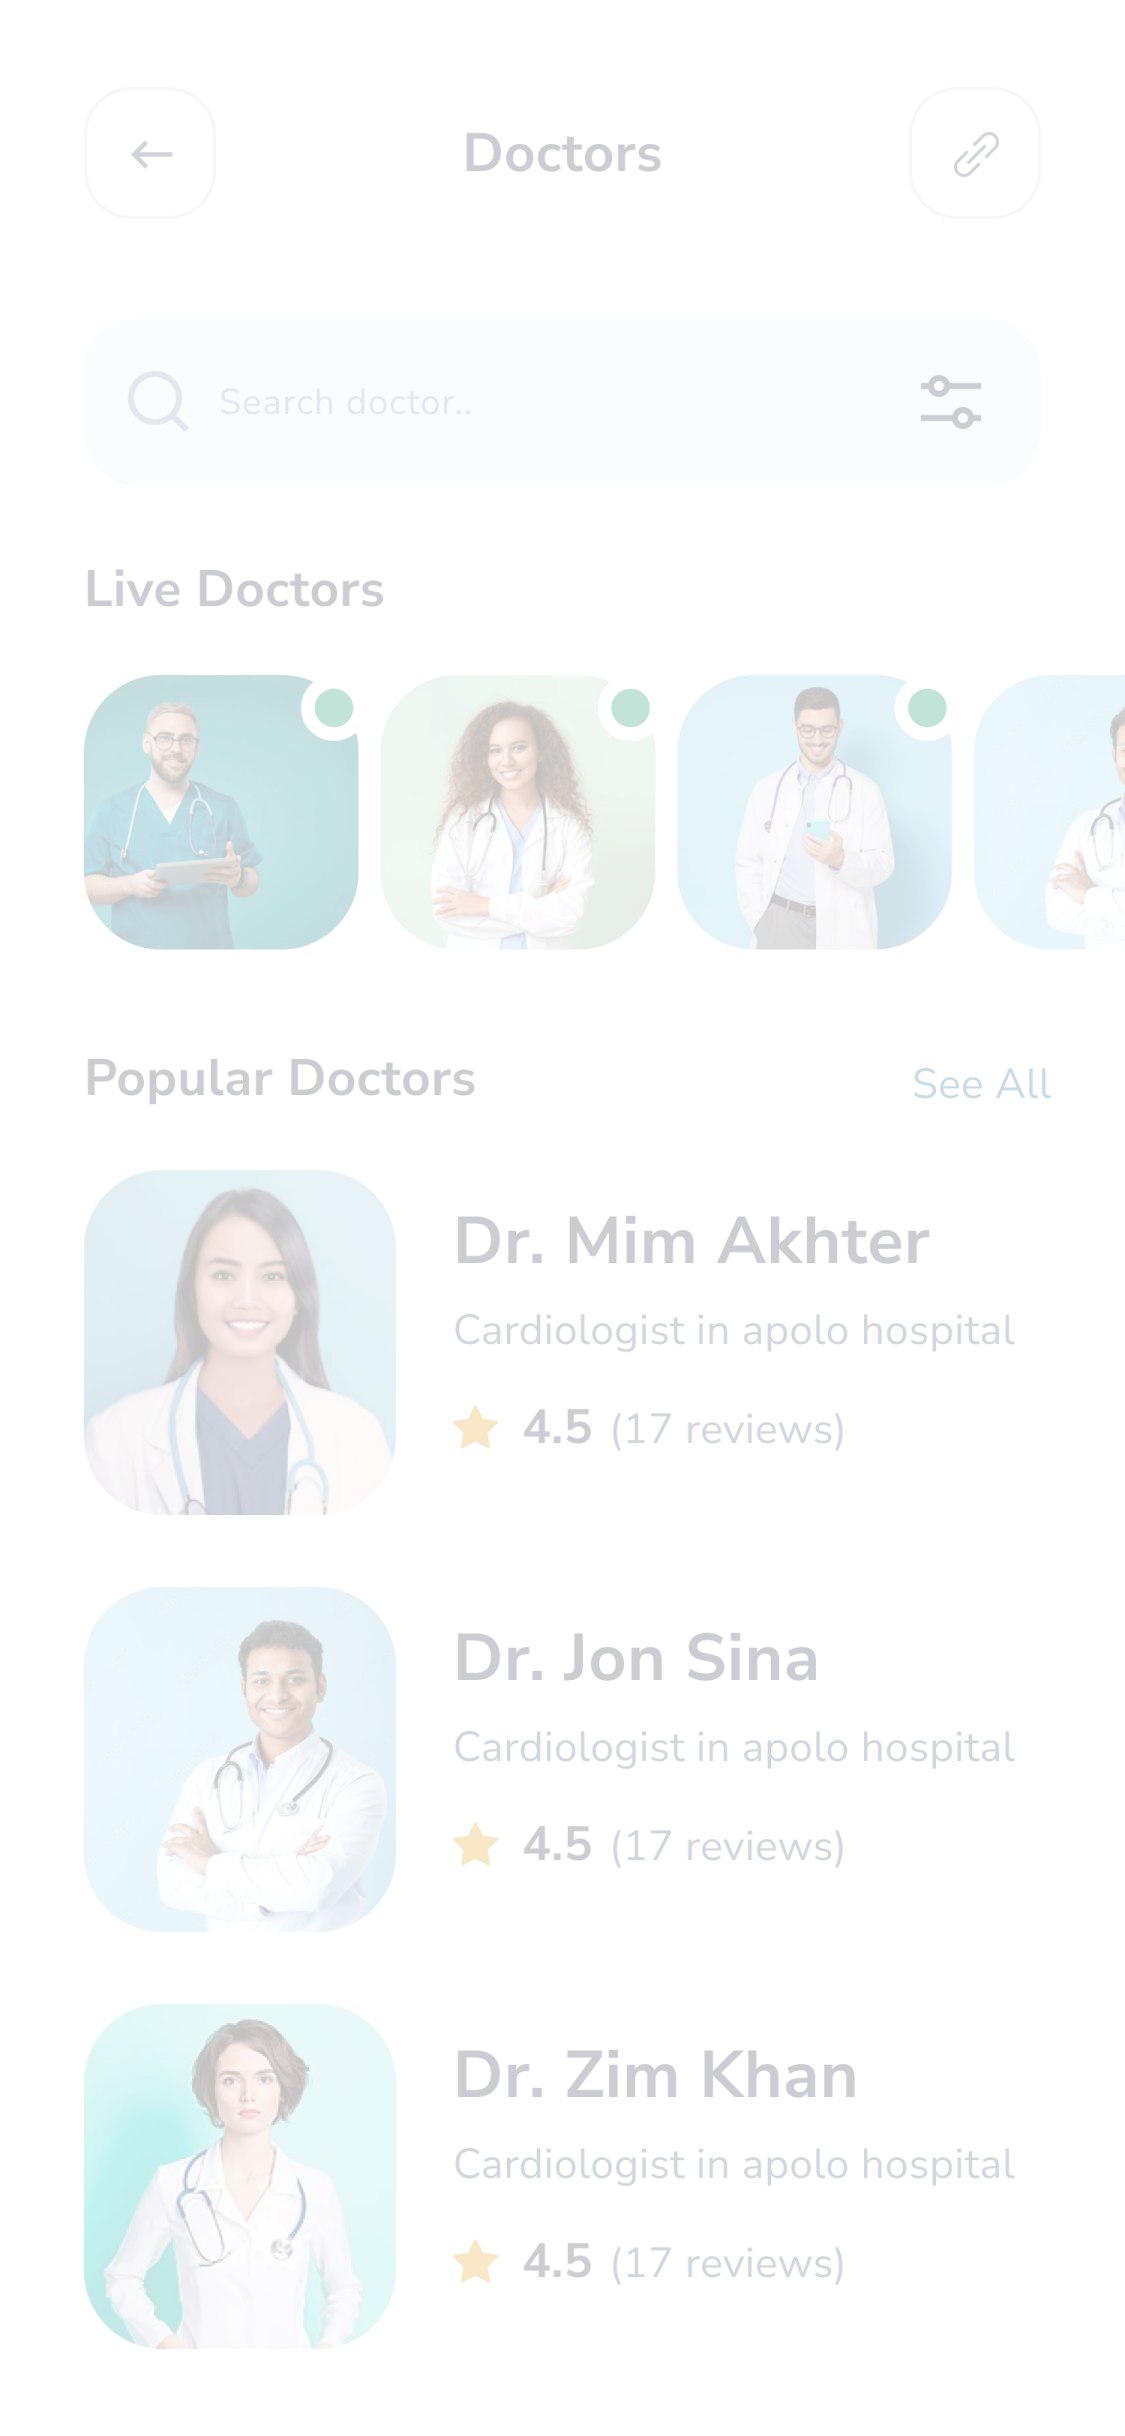 Doctors
Search doctor..
Live Doctors
Popular Doctors
See All
Dr. Mim Akhter
Cardiologist in apolo hospital
4.5 (17 reviews)
Dr. Jon Sina
Cardiologist in apolo hospital
4.5 (17 reviews)
Dr. Zim Khan
Cardiologist in apolo hospital
4.5 (17 reviews)